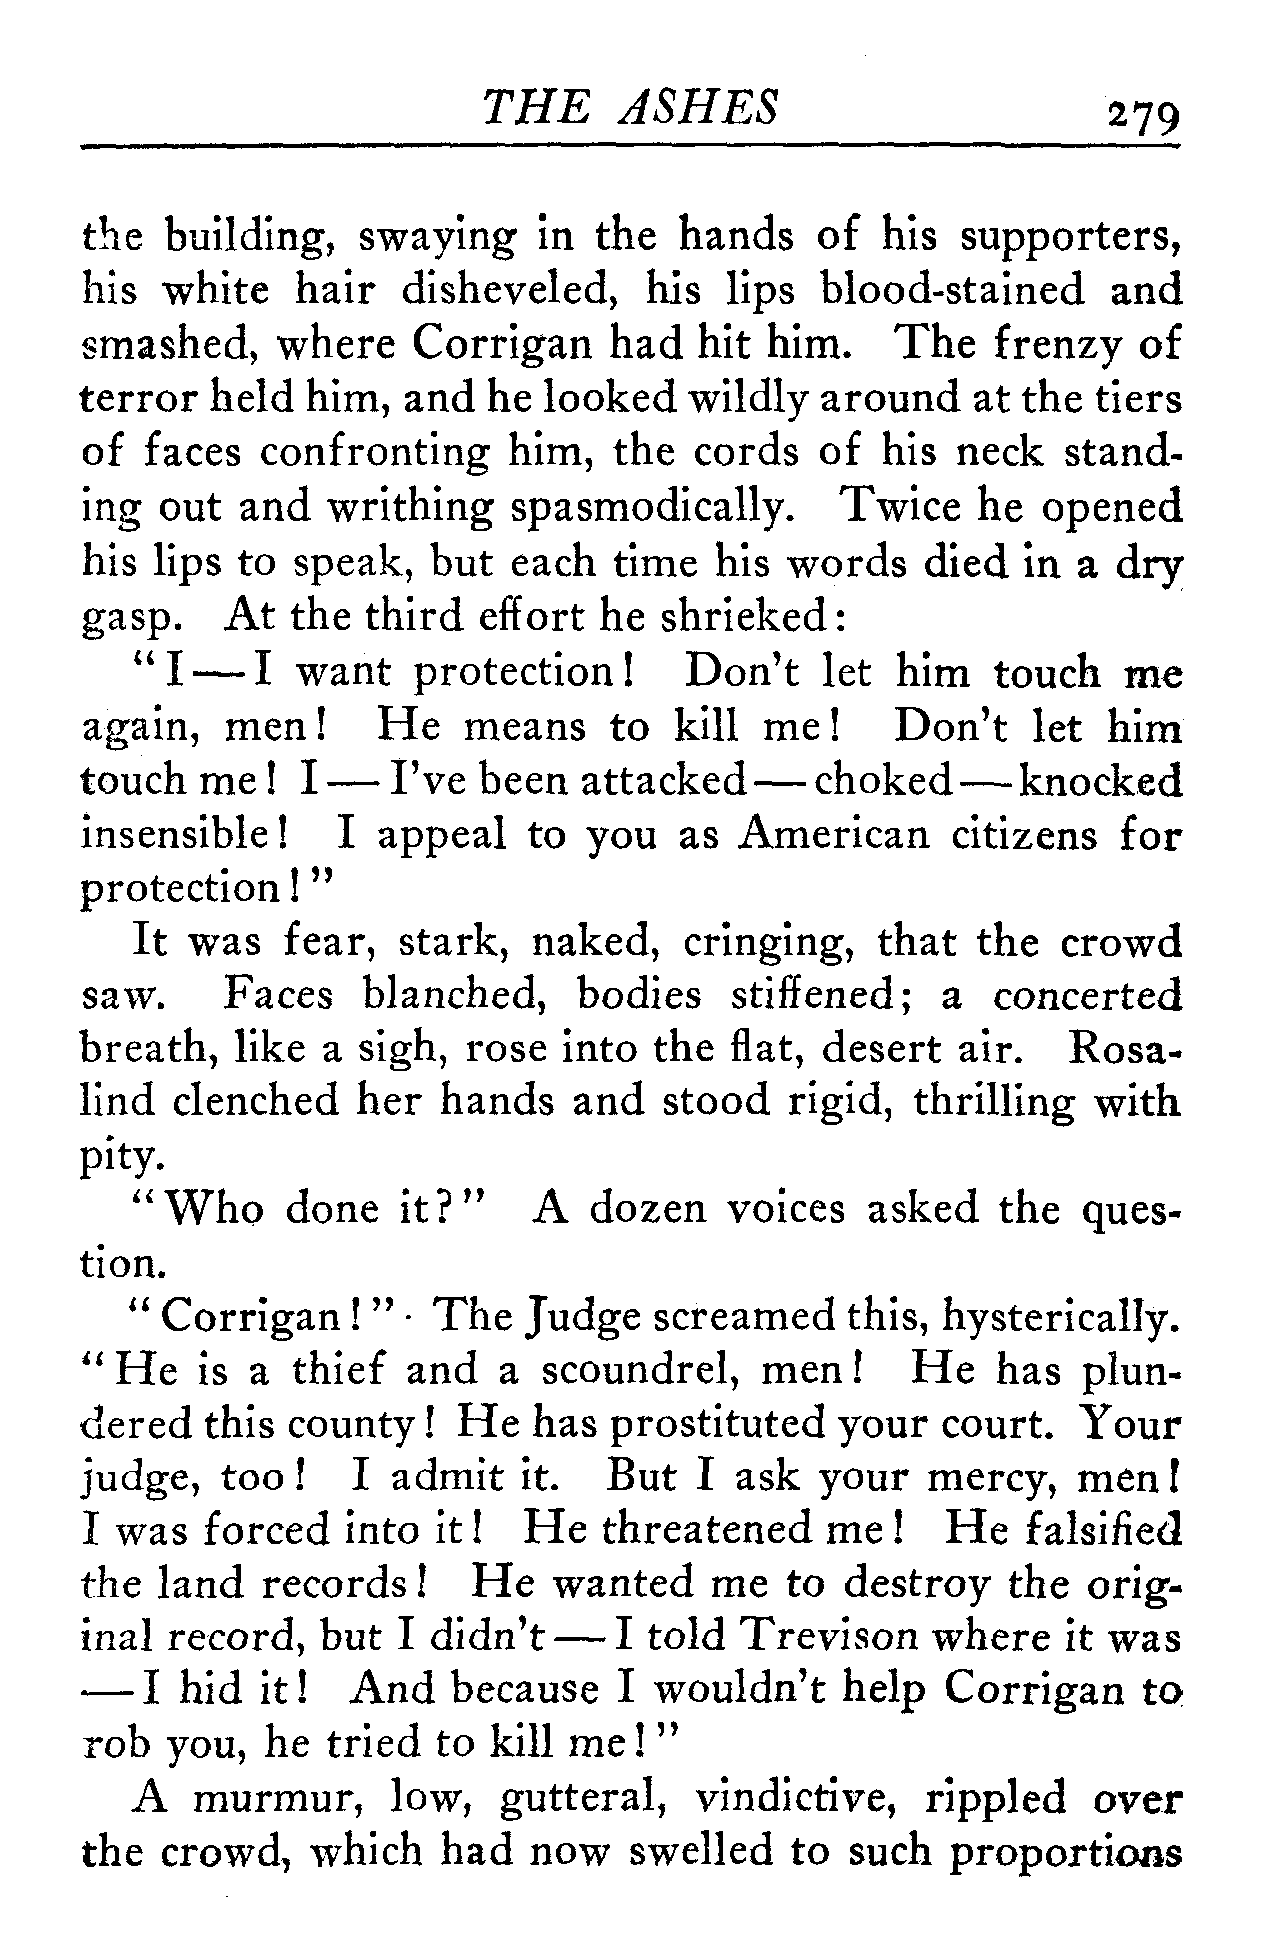 THE ASHES 279
the building, swaying in the hands of his supporters,
his white hair disheveled, his lips blood-stained and
smashed, where Corrigan had hit him. The frenzy of
terror held him, and he looked wildly around at the tiers
of faces confronting him, the cords of his neck stand-
ing out and writhing spasmodically. Twice he opened
his lips to speak, but each time his words died in a dry
gasp. At the third effort he shrieked:
"I—I want protection! Don't let him touch me
again, men! He means to kill me! Don't let him
touch me! I—I've been attacked—choked—knocked
insensible! I appeal to you as American citizens for
protection!"
It was fear, stark, naked, cringing, that the crowd
saw. Faces blanched, bodies stiffened; a concerted
breath, like a sigh, rose into the flat, desert air. Rosa-
lind clenched her hands and stood rigid, thrilling with
pity.
"Who done it?" A dozen voices asked the ques-
tion.
"Corrigan!" The Judge screamed this, hysterically.
"He is a thief and a scoundrel, men! He has plun-
dered this county! He has prostituted your court. Your
judge, too! I admit it. But I ask your mercy, men!
I was forced into it! He threatened me! He falsified
the land records! He wanted me to destroy the orig-
inal record, but I didn't—I told Trevison where it was
—I hid it! And because I wouldn't help Corrigan to
rob you, he tried to kill me!"
A murmur, low, gutteral, vindictive, rippled over
the crowd, which had now swelled to such proportions